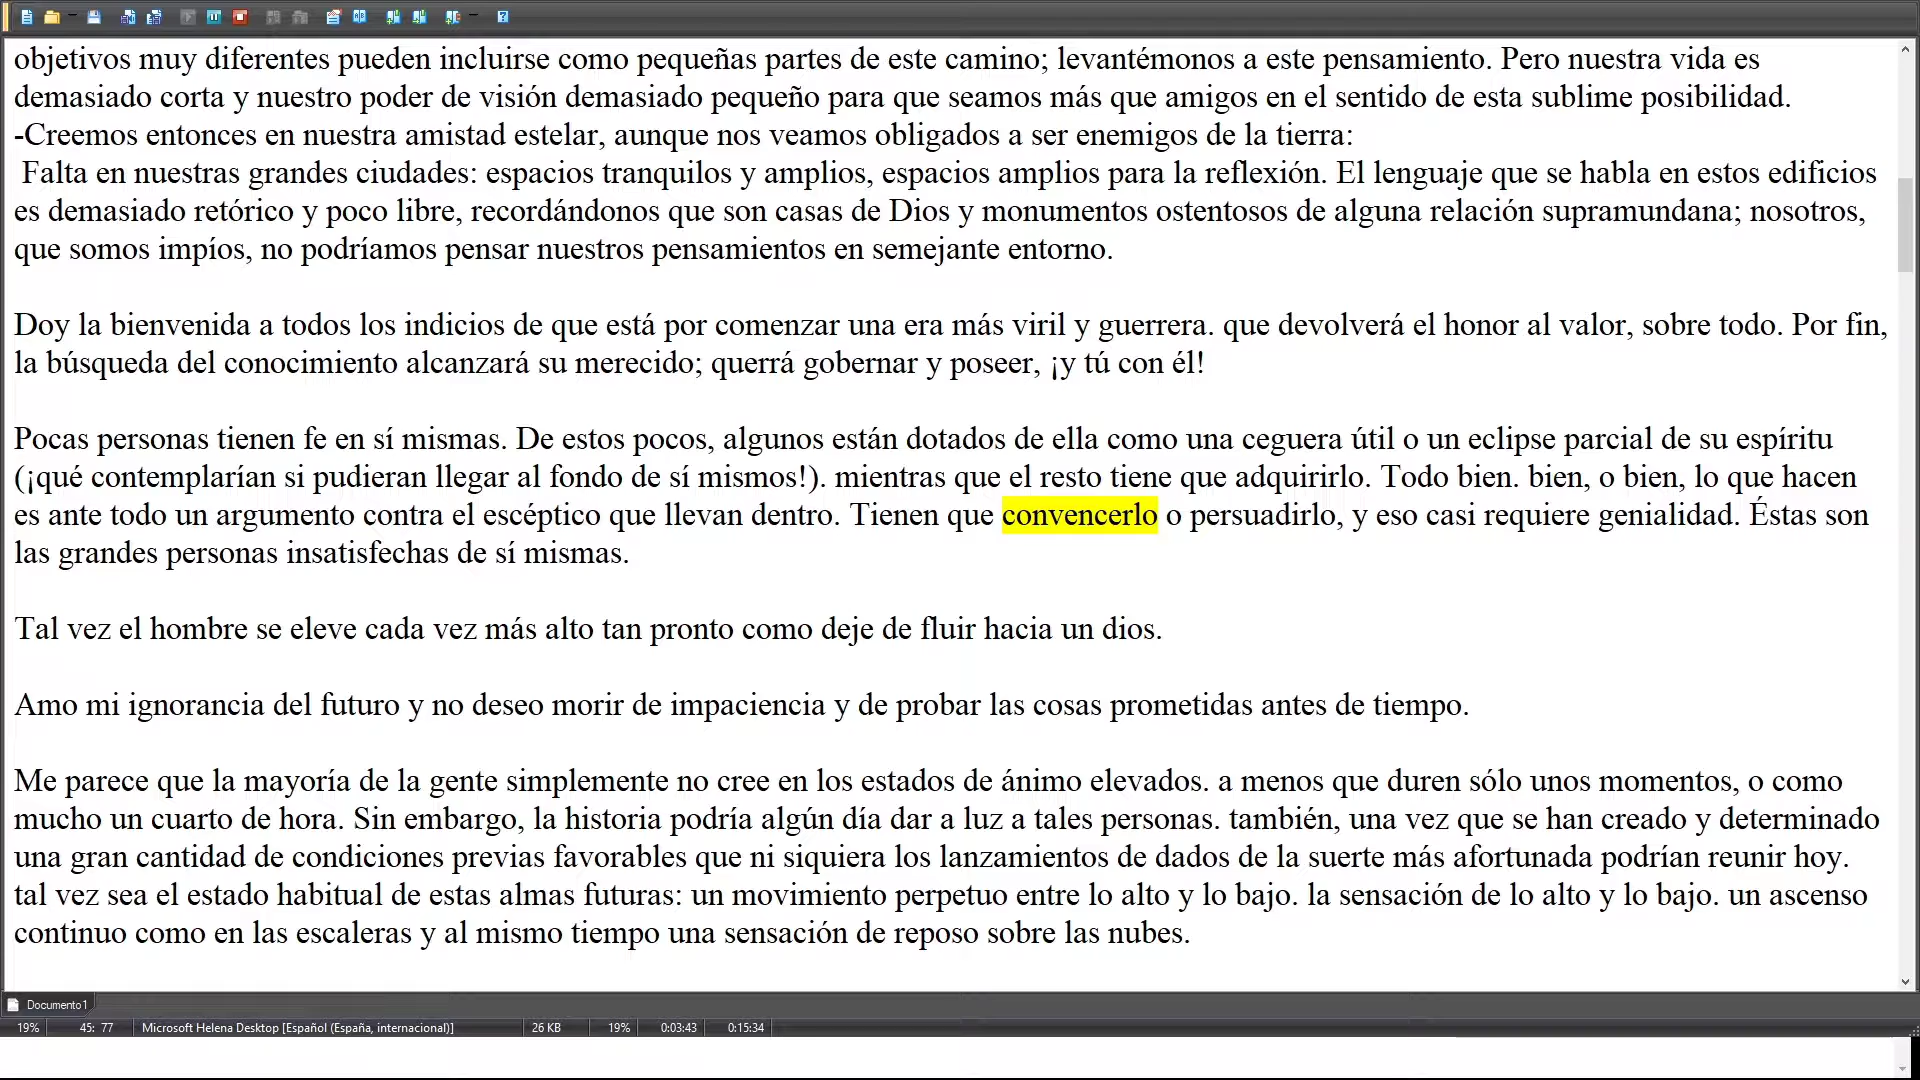 objetivos muy diferentes pueden incluirse como pequeñas partes de este camino; levantémonos a este pensamiento. Pero nuestra vida es
demasiado corta y nuestro poder de visión demasiado pequeño para que seamos más que amigos en el sentido de esta sublime posibilidad.
-Creemos entonces en nuestra amistad estelar, aunque nos veamos obligados a ser enemigos de la tierra:
Falta en nuestras grandes ciudades: espacios tranquilos y amplios, espacios amplios para la reflexión. El lenguaje que se habla en estos edificios
es demasiado retórico y poco libre, recordándonos que son casas de Dios y monumentos ostentosos de alguna relación supramundana; nosotros,
que somos impíos, no podríamos pensar nuestros pensamientos en semejante entorno.
Doy la bienvenida a todos los indicios de que está por comenzar una era más viril y guerrera. que devolverá el honor al valor, sobre todo. Por fin,
la búsqueda del conocimiento alcanzará su merecido; querrá gobernar y poseer, ¡y tú con él!
Pocas personas tienen fe en sí mismas. De estos pocos, algunos están dotados de ella como una ceguera útil o un eclipse parcial de su espíritu
(¡qué contemplarían si pudieran llegar al fondo de sí mismos!). mientras que el resto tiene que adquirirlo. Todo bien. bien, o bien, lo que hacen
es ante todo un argumento contra el escéptico que llevan dentro. Tienen que convencerlo o persuadirlo, y eso casi requiere genialidad. Éstas son
las grandes personas insatisfechas de sí mismas.
Tal vez el hombre se eleve cada vez más alto tan pronto como deje de fluir hacia un dios.
Amo mi ignorancia del futuro y no deseo morir de impaciencia y de probar las cosas prometidas antes de tiempo.
Me parece que la mayoría de la gente simplemente no cree en los estados de ánimo elevados. a menos que duren sólo unos momentos, o como
mucho un cuarto de hora. Sin embargo, la historia podría algún día dar a luz a tales personas. también, una vez que se han creado y determinado
una gran cantidad de condiciones previas favorables que ni siquiera los lanzamientos de dados de la suerte más afortunada podrían reunir hoy.
tal vez sea el estado habitual de estas almas futuras: un movimiento perpetuo entre lo alto y lo bajo. la sensación de lo alto y lo bajo. un ascenso
continuo como en las escaleras y al mismo tiempo una sensación de reposo sobre las nubes.
Documento1
19% 45: 77 Microsoft Helena Desktop [Español (España, internacional)] 26 KB 19% 0:03:43 0:15:34